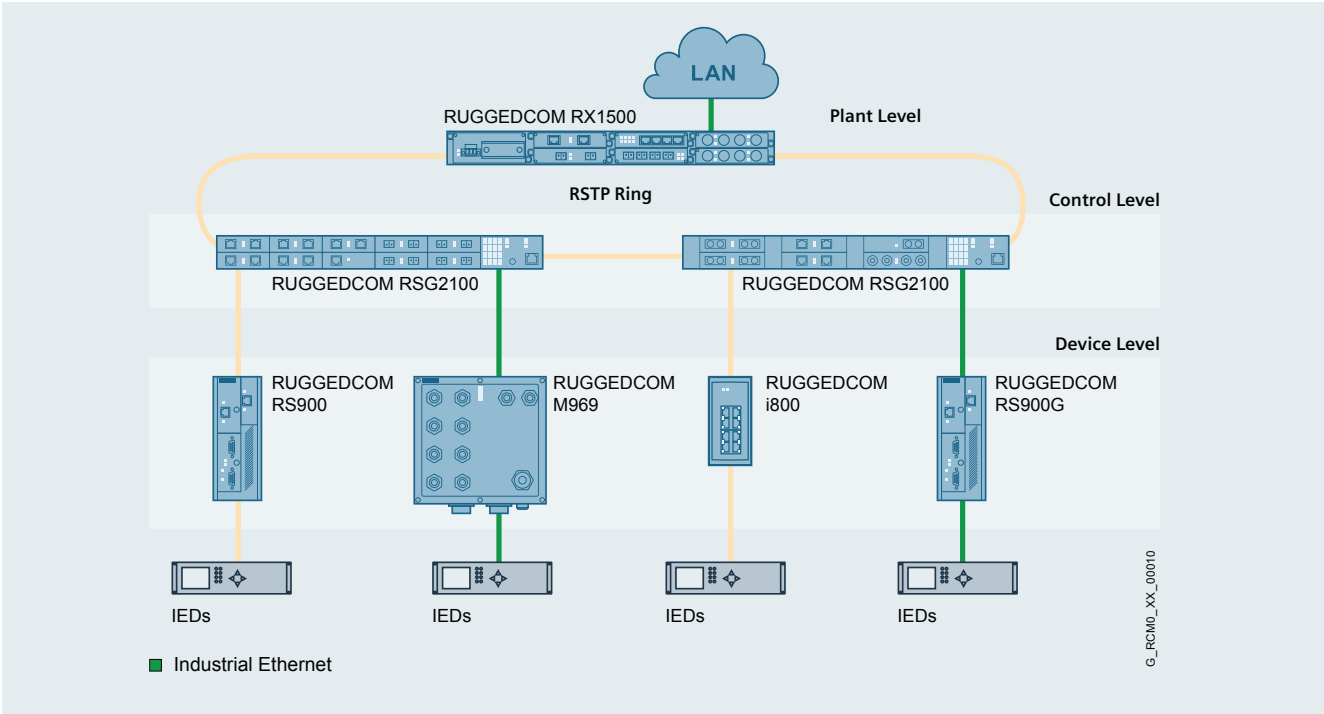 LAN
RUGGEDCOM RX1500
Plant Level
RSTP Ring
Control Level
RUGGEDCOM RSG2100
RUGGEDCOM RSG2100
Device Level
RUGGEDCOM
RS900
RUGGEDCOM
M969
RUGGEDCOM
i800
RUGGEDCOM
RS900G
IEDs
IEDs
IEDs
IEDs
G_RCM0_XX_00010
Industrial Ethernet